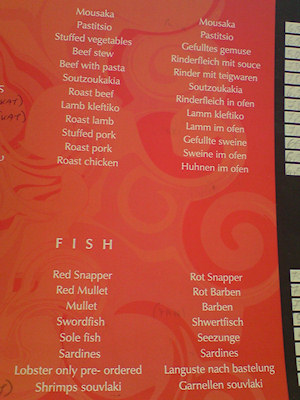 Mousaka
Pastitsio
Stuffed vegetables
Beef stew
Beef with pasta
Soutzoukakia
Roast beef
Lamb kleftiko
Roast lamb
Stuffed pork
Roast pork
Roast chicken
Mousaka
Pastitsio
Gefulltes gemuse
Rinderfleich mit souce
Rinder mit teigwaren
Soutzoukakia
Rinderfleich in ofen
Lamm kleftiko
Lamm im ofen
Gefullte sweine
Sweine im ofen
Huhnen im ofen
FISH
Red Snapper
Red Mullet
Mullet
Swordfish
Sole fish
Sardines
Lobster only pre- ordered
Shrimps souvlaki
Rot Snapper
Rot Barben
Barben
Shwertfisch
Seezunge
Sardines
Languste nach bastelung
Garnellen souvlaki